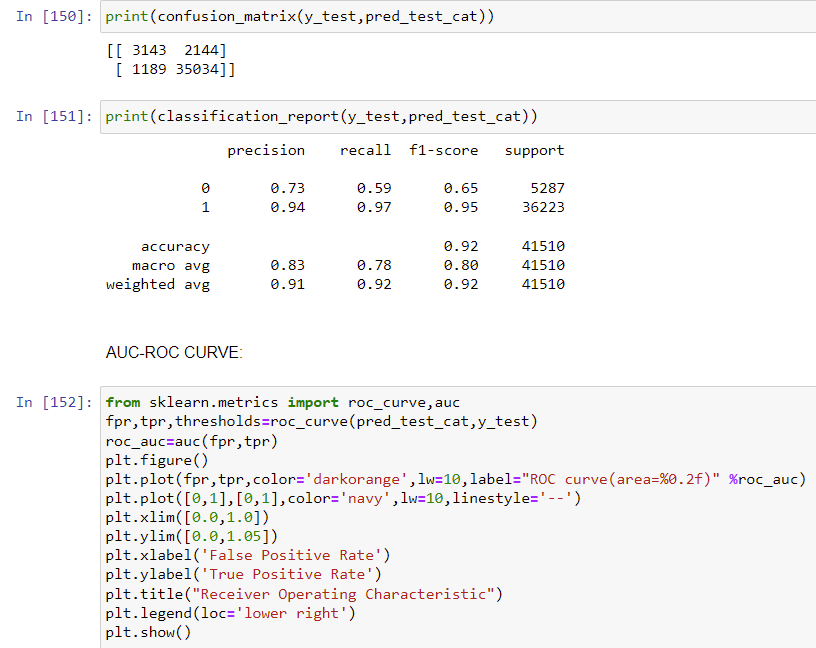 In [150]: print(confusion_matrix(y_test,pred_test_cat))
[[ 3143  2144]
 [ 1189 35034]]
In [151]: print(classification_report(y_test,pred_test_cat))
precision    recall  f1-score   support
0       0.73      0.59      0.65      5287
1       0.94      0.97      0.95     36223
accuracy                           0.92     41510
macro avg       0.83      0.78      0.80     41510
weighted avg       0.91      0.92      0.92     41510
AUC-ROC CURVE:
In [152]: from sklearn.metrics import roc_curve,auc
fpr,tpr,thresholds=roc_curve(pred_test_cat,y_test)
roc_auc=auc(fpr,tpr)
plt.figure()
plt.plot(fpr,tpr,color='darkorange',lw=10,label="ROC curve(area=%0.2f)" %roc_auc)
plt.plot([0,1],[0,1],color='navy',lw=10,linestyle='--')
plt.xlim([0.0,1.0])
plt.ylim([0.0,1.05])
plt.xlabel('False Positive Rate')
plt.ylabel('True Positive Rate')
plt.title("Receiver Operating Characteristic")
plt.legend(loc='lower right')
plt.show()